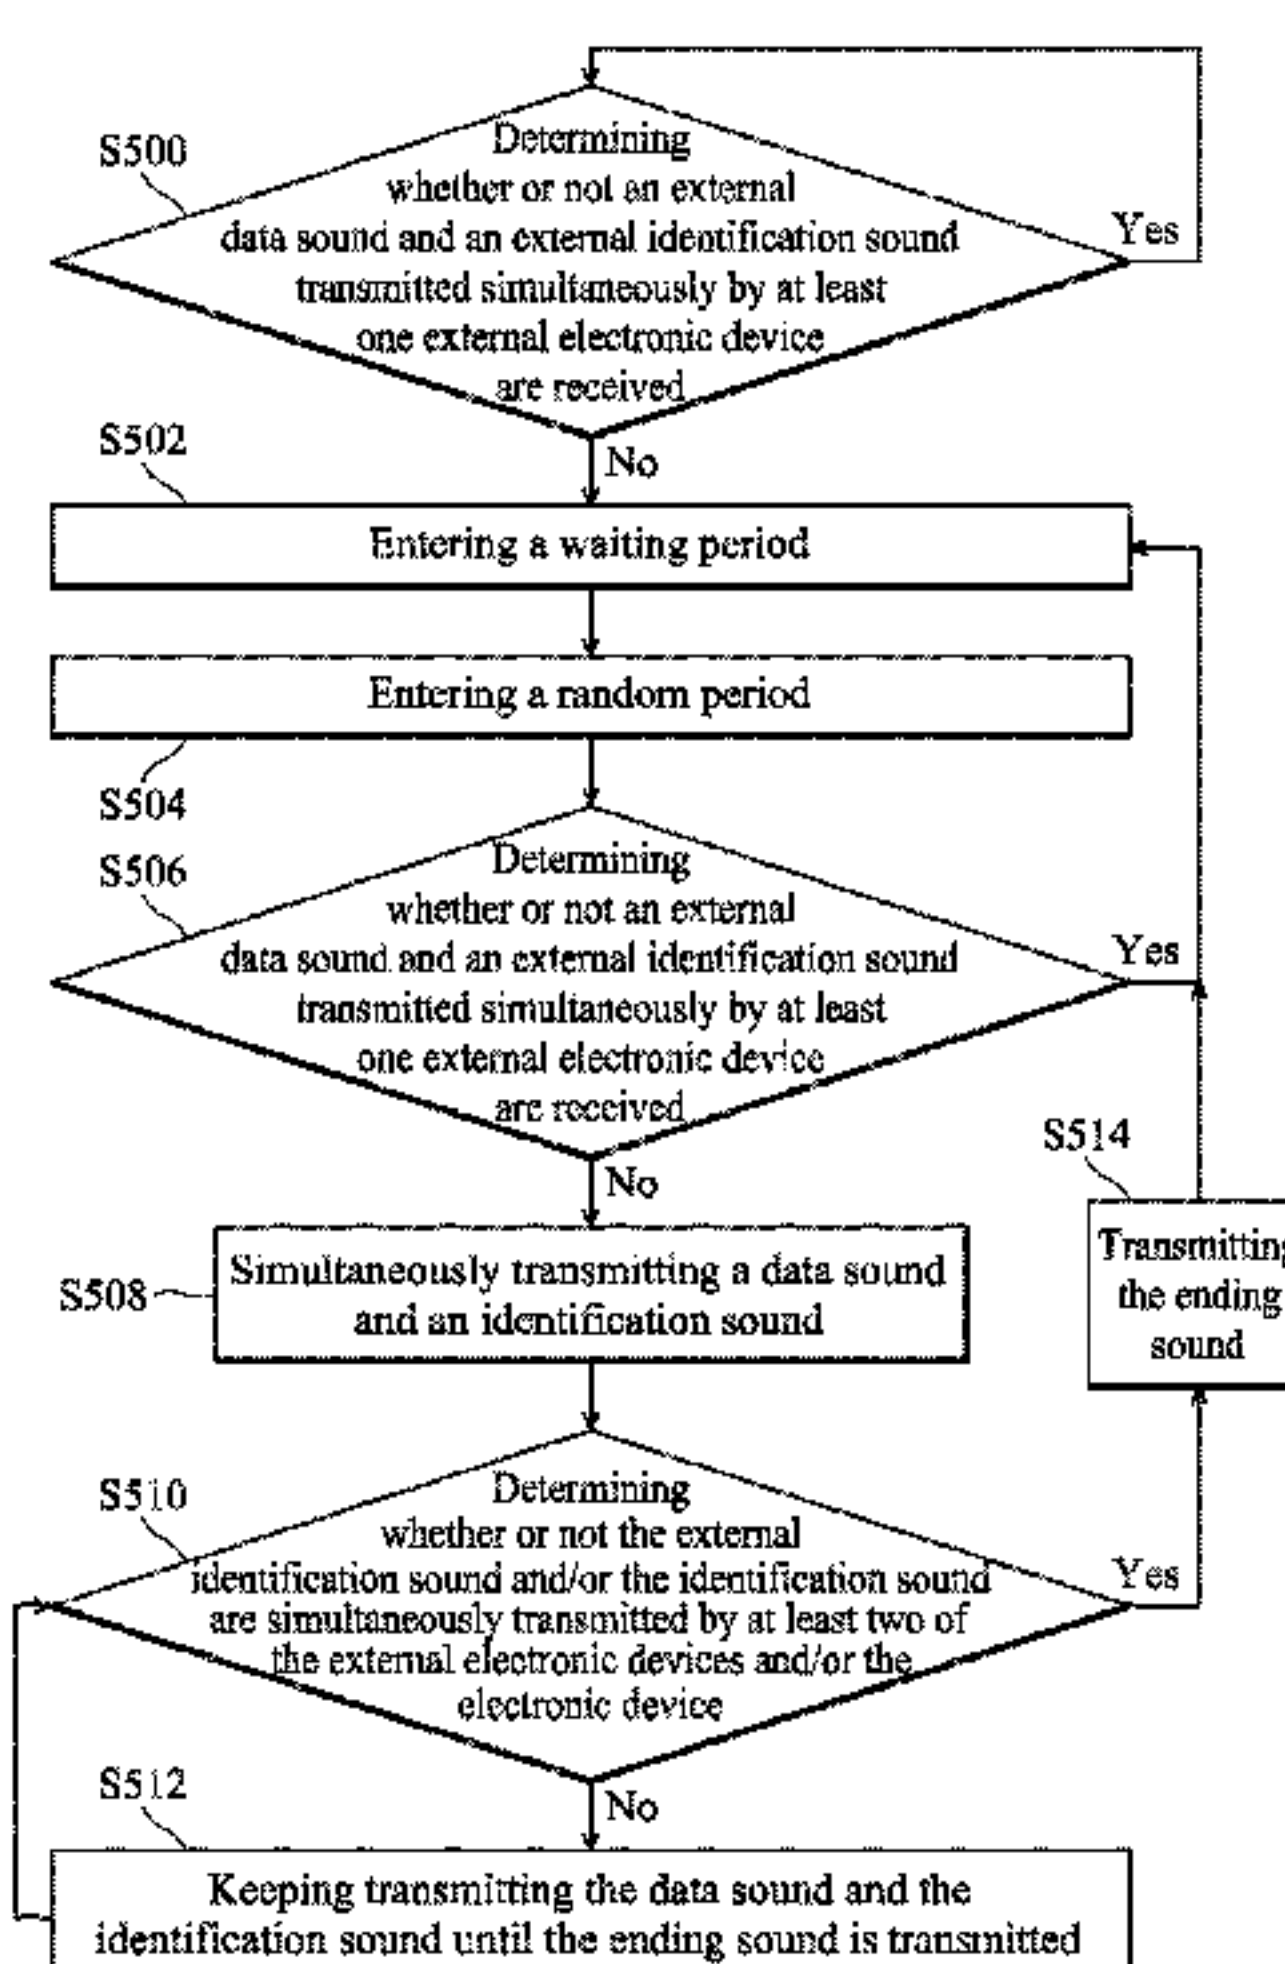 S500
Determining
whether or not an external
data sound and an external identification sound
transmitted simultaneously by at least
one external electronic device
are received
Yes
No
S502
Entering a waiting period
Entering a random period
S504
S506
Determining
whether or not an external
data sound and an external identification sound
transmitted simultaneously by at least
one external electronic device
are received
Yes
No
S508
Simultaneously transmitting a data sound
and an identification sound
S514
Transmitting
the ending
sound
S510
Determining
whether or not the external
identification sound and/or the identification sound
are simultaneously transmitted by at least two of
the external electronic devices and/or the
electronic device
Yes
No
S512
Keeping transmitting the data sound and the
identification sound until the ending sound is transmitted